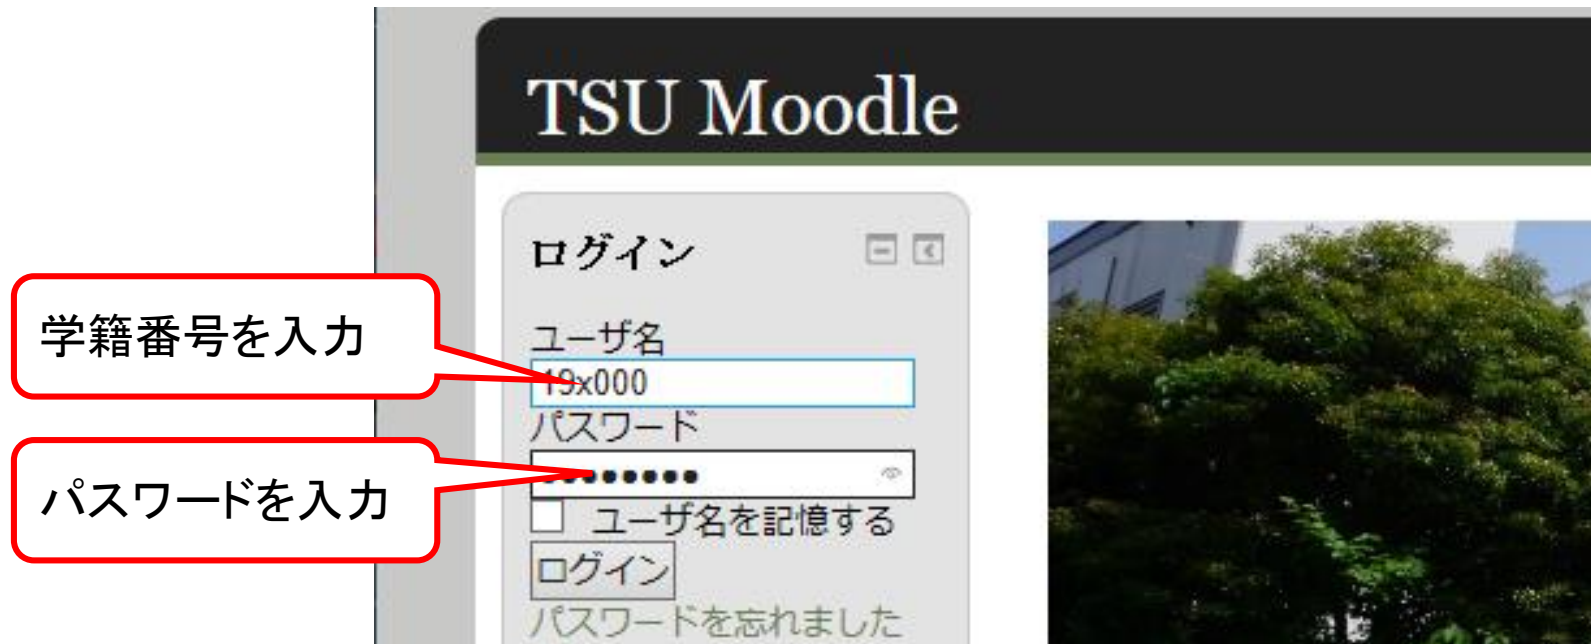 TSU Moodle
ログイン
学籍番号を入力
ユーザ名
19x000
パスワード
パスワードを入力
ユーザ名を記憶する
ログイン
パスワードを忘れました